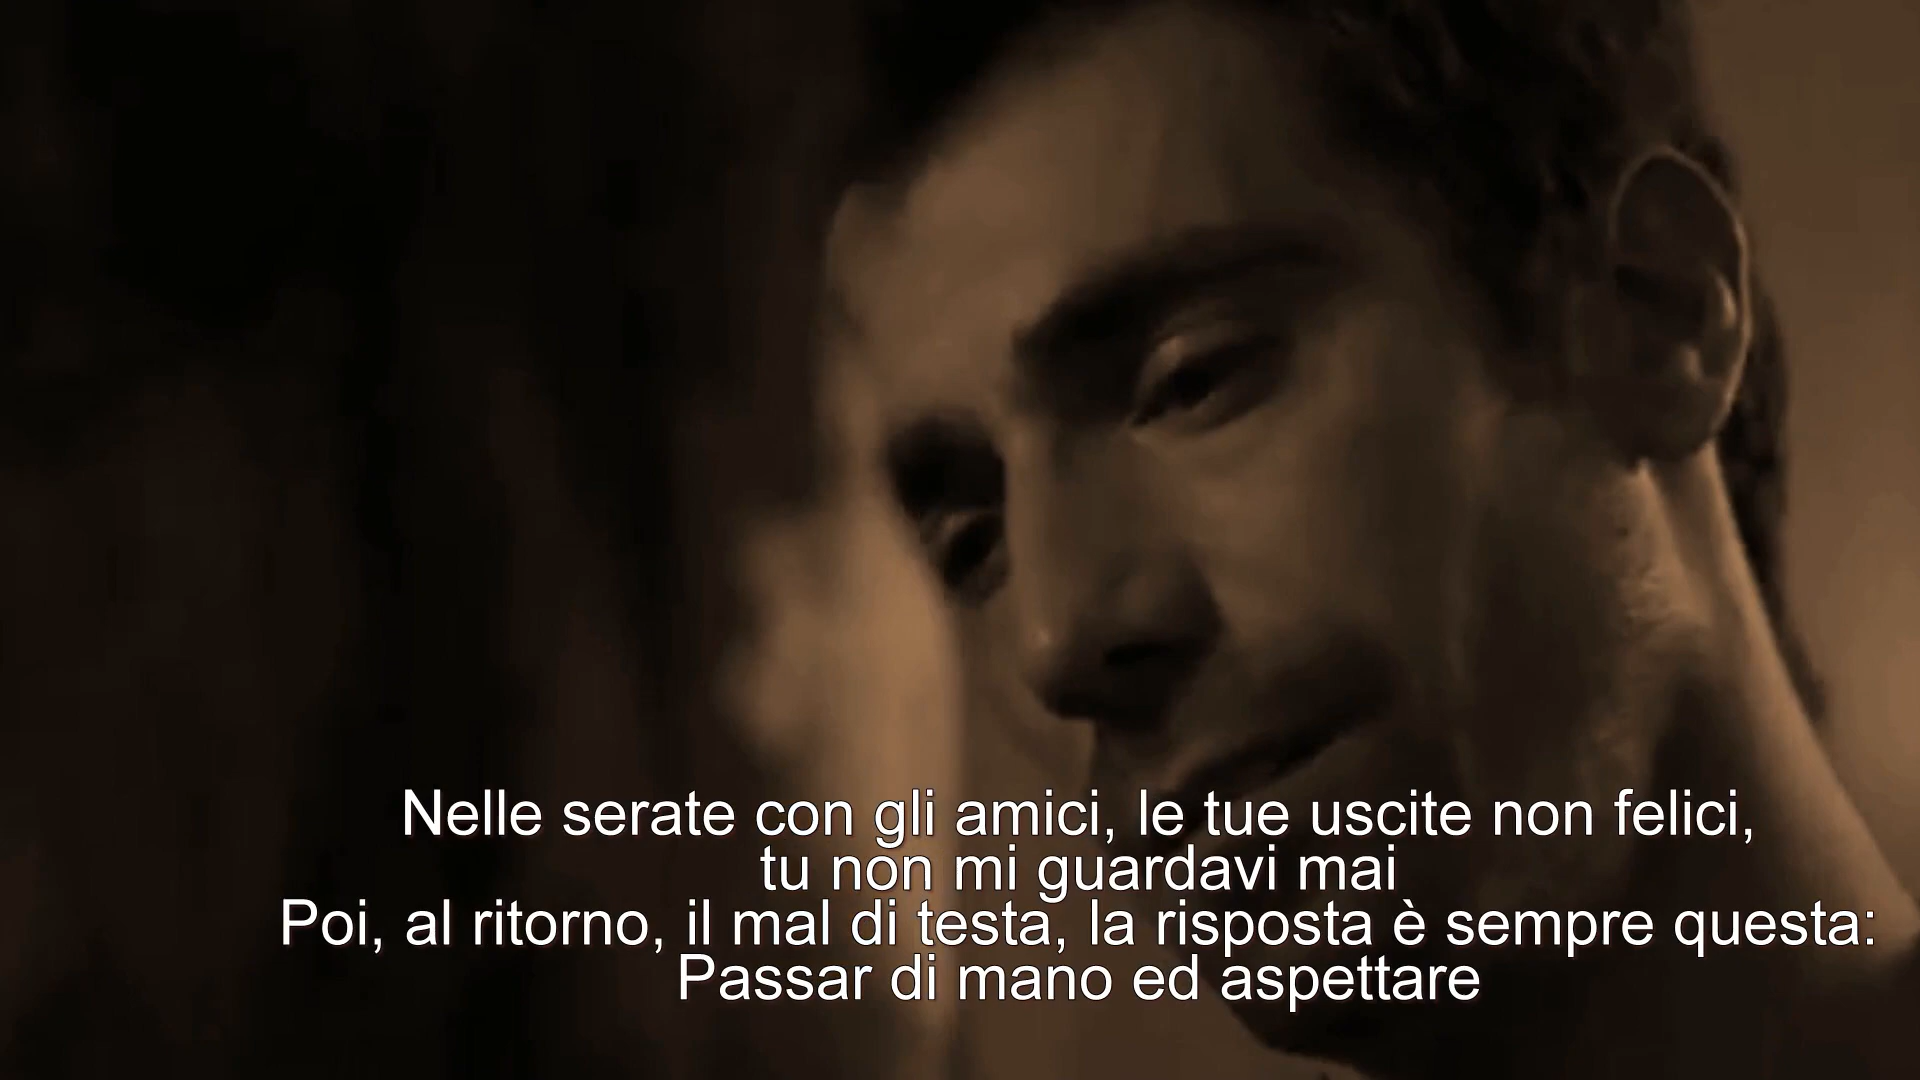 Nelle serate con gli amici, le tue uscite non felici,
tu non mi guardavi mai
Poi, al ritorno, il mal di testa, la risposta è sempre questa:
Passar di mano ed aspettare